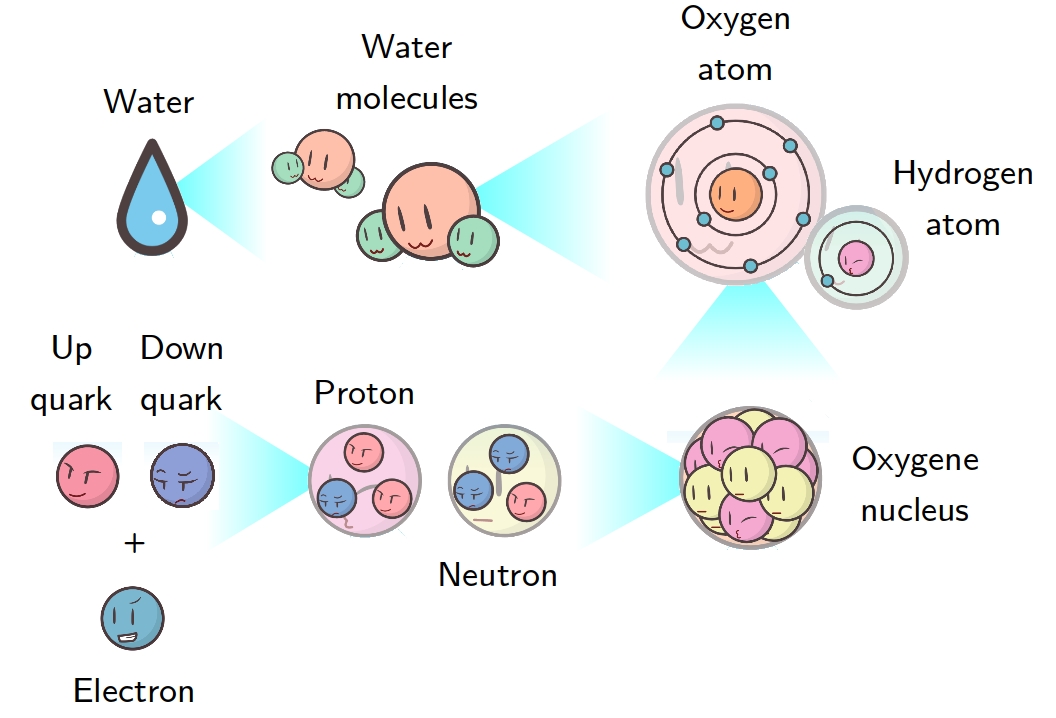 Water
Water
molecules
Oxygen
atom
Hydrogen
atom
Up
quark
Down
quark
Proton
Neutron
Oxygene
nucleus
+
Electron